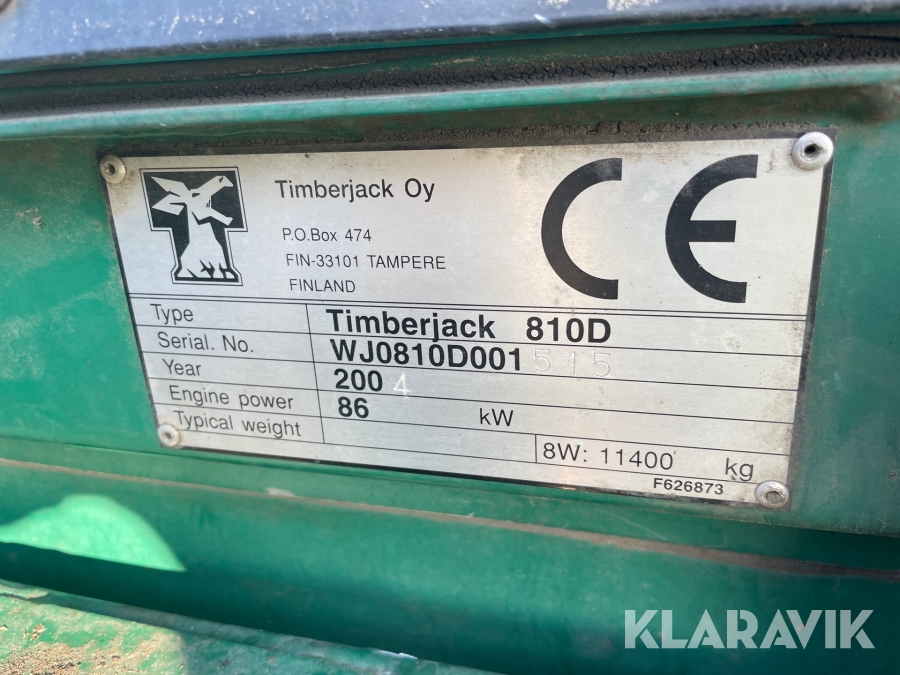 Timberjack Oy
P.O.Box 474
FIN-33101 TAMPERE
FINLAND
CE
Type Timberjack 810D
Serial. No. WJ0810D001515
Year 2004
Engine power 86 kW
Typical weight 8W: 11400 kg
F626873
KLARAVIK